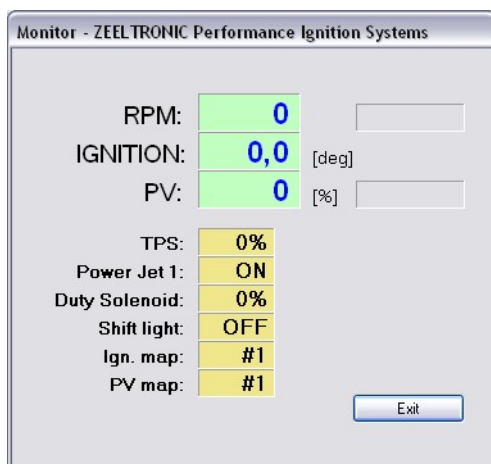 Monitor - ZEELTRONIC Performance Ignition Systems
RPM: 0
IGNITION: 0,0 [deg]
PV: 0 [%]
TPS: 0%
Power Jet 1: ON
Duty Solenoid: 0%
Shift light: OFF
Ign. map: #1
PV map: #1
Exit